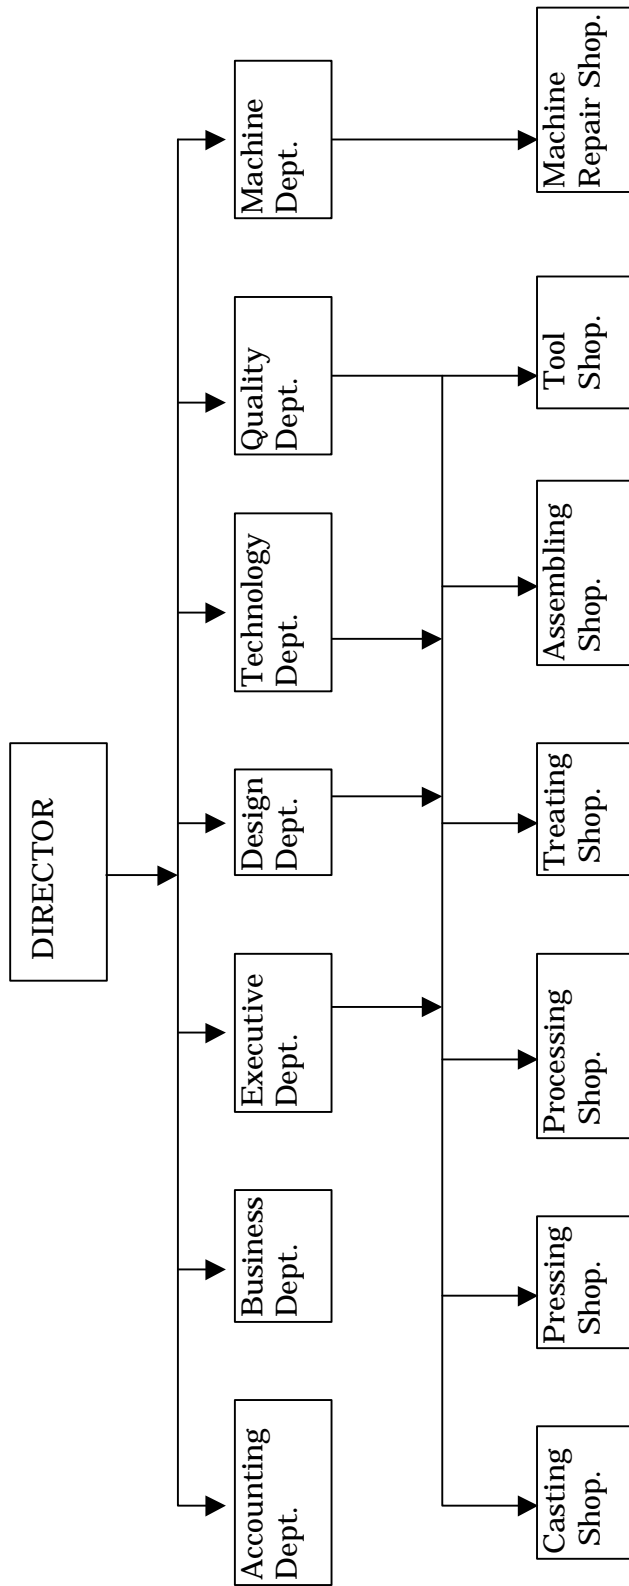 DIRECTOR
Accounting
Dept.
Business
Dept.
Executive
Dept.
Design
Dept.
Technology
Dept.
Quality
Dept.
Machine
Dept.
Casting
Shop.
Pressing
Shop.
Processing
Shop.
Treating
Shop.
Assembling
Shop.
Tool
Shop.
Machine
Repair Shop.